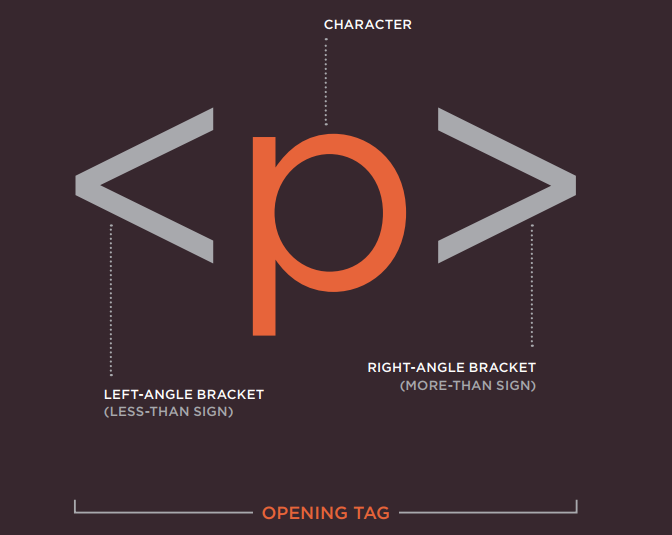 CHARACTER
<p>
RIGHT-ANGLE BRACKET
(MORE-THAN SIGN)
LEFT-ANGLE BRACKET
(LESS-THAN SIGN)
OPENING TAG